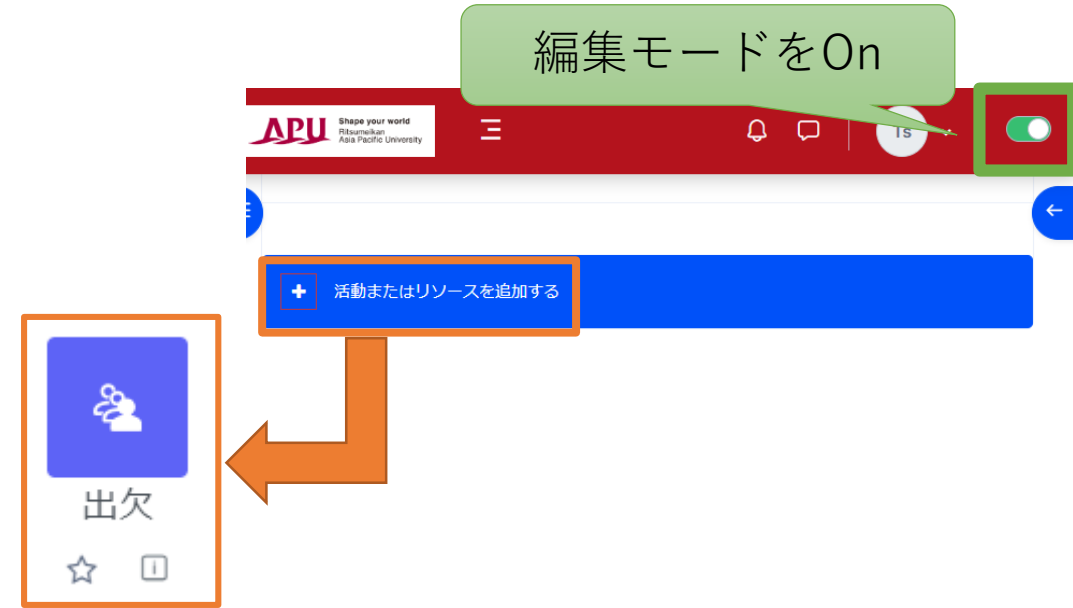 編集モードをOn
APU
Shape your world
Ritsumeikan
Asia Pacific University
Ts
活動またはリソースを追加する
出欠